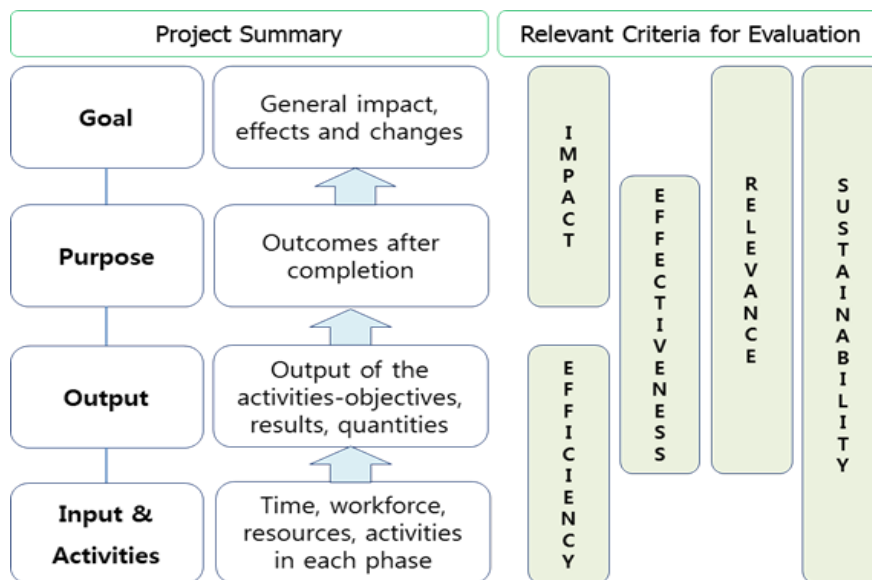 Project Summary
Relevant Criteria for Evaluation
Goal
General impact,
effects and changes
Purpose
Outcomes after
completion
Output
Output of the
activities-objectives,
results, quantities
Input &
Activities
Time, workforce,
resources, activities
in each phase
IMPACT
EFFICIENCY
EFFECTIVENESS
RELEVANCE
SUSTAINABILITY